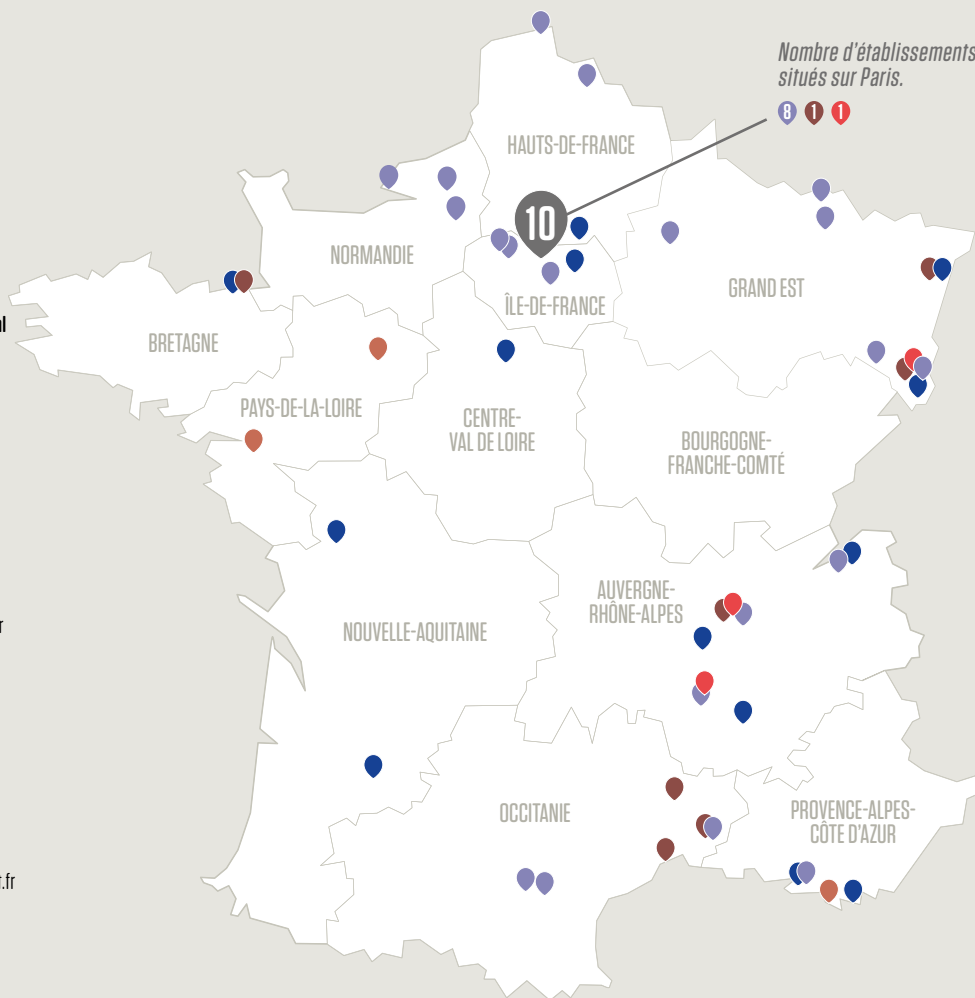 Nombre d'établissements
situés sur Paris.
8 1 1
HAUTS-DE-FRANCE
10
NORMANDIE
ÎLE-DE-FRANCE
GRAND EST
BRETAGNE
PAYS-DE-LA-LOIRE
CENTRE-
VAL DE LOIRE
BOURGOGNE-
FRANCHE-COMTÉ
AUVERGNE-
RHÔNE-ALPES
NOUVELLE-AQUITAINE
OCCITANIE
PROVENCE-ALPES-
CÔTE D'AZUR
.fr